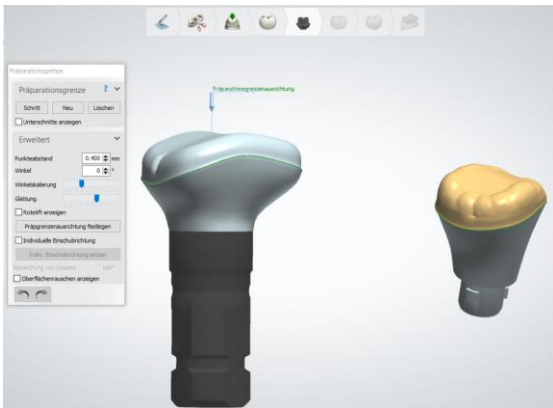 Präparationsgrenze
Präparationsgrenze ?
Schritt Neu Löschen
Unterschnitte anzeigen
Erweitert
Punkteabstand 0.400 mm
Winkel 0 °
Winkelskalierung
Glättung
Rotstift anzeigen
Präpgrenzenausrichtung festlegen
Individuelle Einschubrichtung
Indiv. Einschubrichtung setzen
Oberflächenrauschen anzeigen
Präparationsgrenzenausrichtung